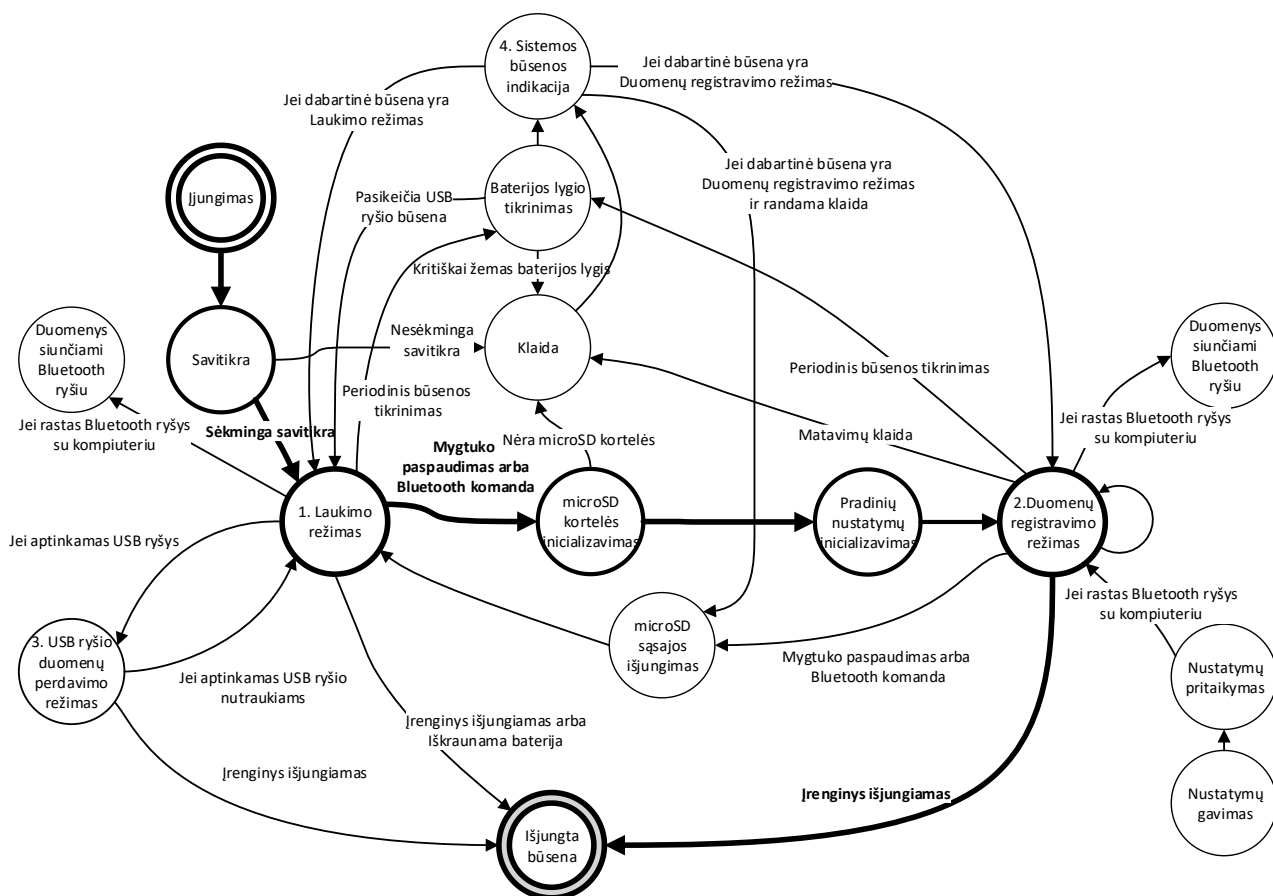 4. Sistemos
būsenos
indikacija
Jei dabartinė būsena yra
Duomenų registravimo režimas
Jei dabartinė būsena yra
Laukimo režimas
Įjungimas
Baterijos lygio
tikrinimas
Pasikeičia USB
ryšio būsena
Jei dabartinė būsena yra
Duomenų registravimo režimas
ir randama klaida
Kritiškai žemas baterijos lygis
Duomenys
siunčiami
Bluetooth
ryšiu
Savitikra
Nesėkminga
savitikra
Klaida
Periodinis būsenos tikrinimas
Duomenys
siunčiami
Bluetooth
ryšiu
Periodinis būsenos
tikrinimas
Jei rastas Bluetooth ryšys
su kompiuteriu
Sėkminga savitikra
Nėra microSD kortelės
Matavimų klaida
Jei rastas Bluetooth ryšys
su kompiuteriu
Mygtuko
paspaudimas arba
Bluetooth komanda
1. Laukimo
režimas
microSD
kortelės
inicializavimas
Pradinių
nustatymų
inicializavimas
2.Duomenų
registravimo
režimas
Jei aptinkamas USB ryšys
Jei rastas Bluetooth ryšys
su kompiuteriu
3. USB ryšio
duomenų
perdavimo
režimas
Jei aptinkamas USB ryšio
nutraukiams
microSD
sąsajos
išjungimas
Mygtuko paspaudimas arba
Bluetooth komanda
Nustatymų
pritaikymas
Įrenginys išjungiamas arba
Iškraunama baterija
Įrenginys išjungiamas
Įrenginys išjungiamas
Nustatymų
gavimas
Išjungta
būsena